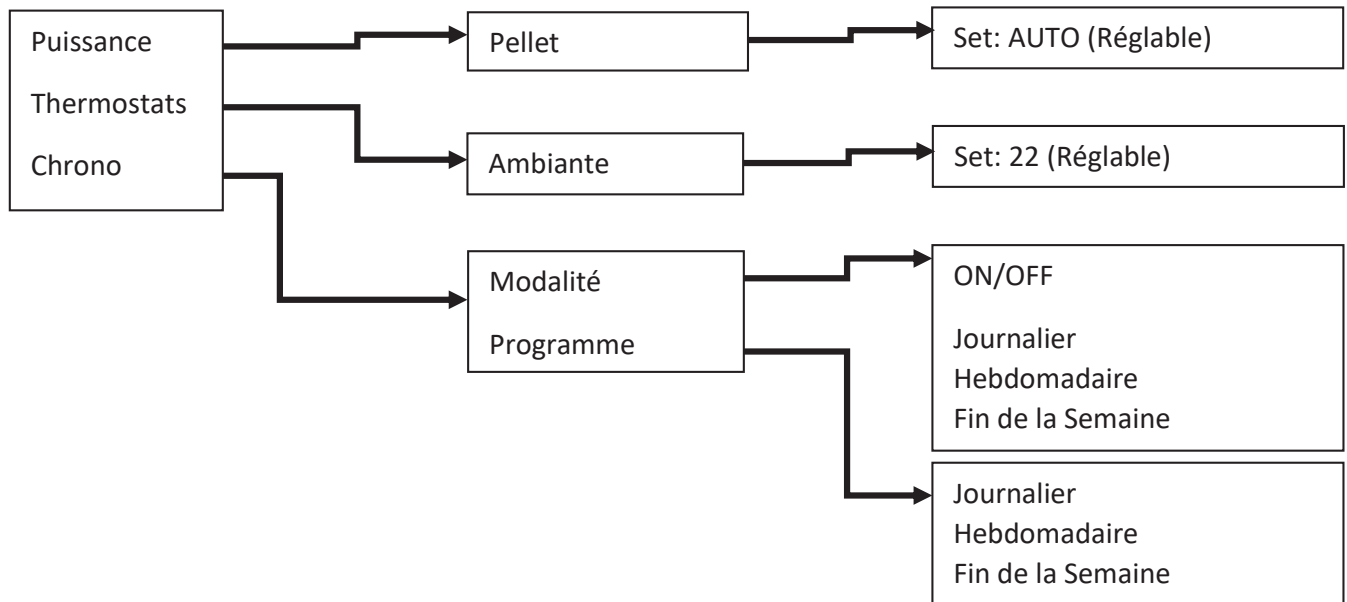 Puissance
Thermostats
Chrono
Pellet
Set: AUTO (Réglable)
Ambiante
Set: 22 (Réglable)
Modalité
Programme
ON/OFF
Journalier
Hebdomadaire
Fin de la Semaine
Journalier
Hebdomadaire
Fin de la Semaine